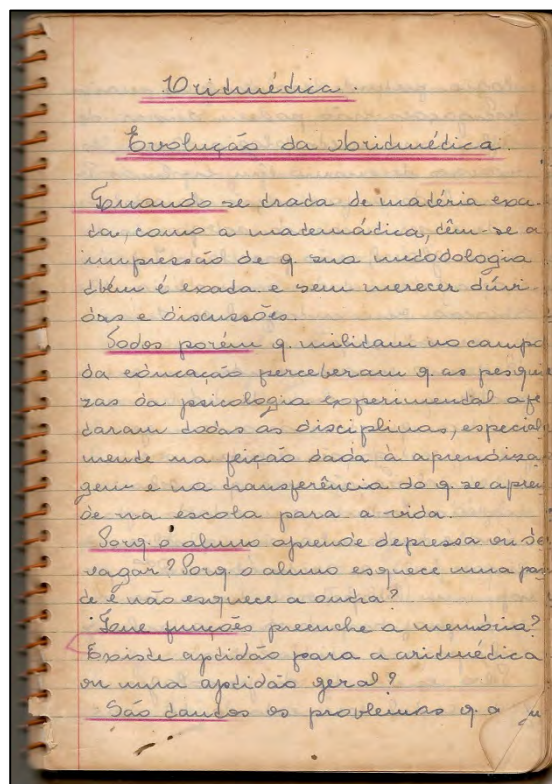 Aritmética.
Evolução da Aritmética.
Quando se trata de matéria exa-
ta, como a matemática, têm-se a
impressão de q. sua metodologia
tbém é exata e sem merecer dúvi-
das e discussões.
Todos porém q. militam no campo
da educação perceberam q. as pesqui
zas da psicologia experimental afe
taram todas as disciplinas, especial
mente na feição dada à aprendiza
gem e na transferência do q. se apren
de na escola para a vida.
Porq. o aluno aprende depressa ou de
vagar? Porq. o aluno esquece uma par
te e não esquece a outra?
Que funções preenche a memória?
Existe aptidão para a aritmética
ou uma aptidão geral?
São tantos os problemas q. a